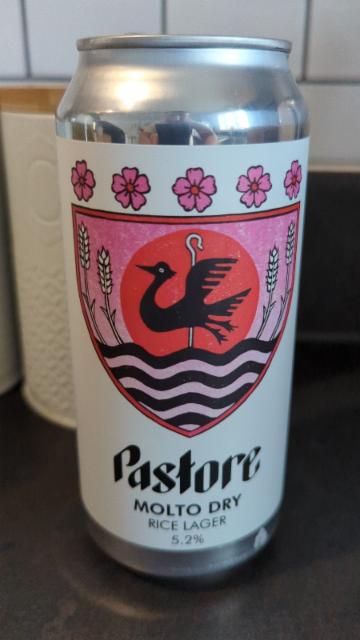 Pastore
MOLTO DRY
RICE LAGER
5.2%